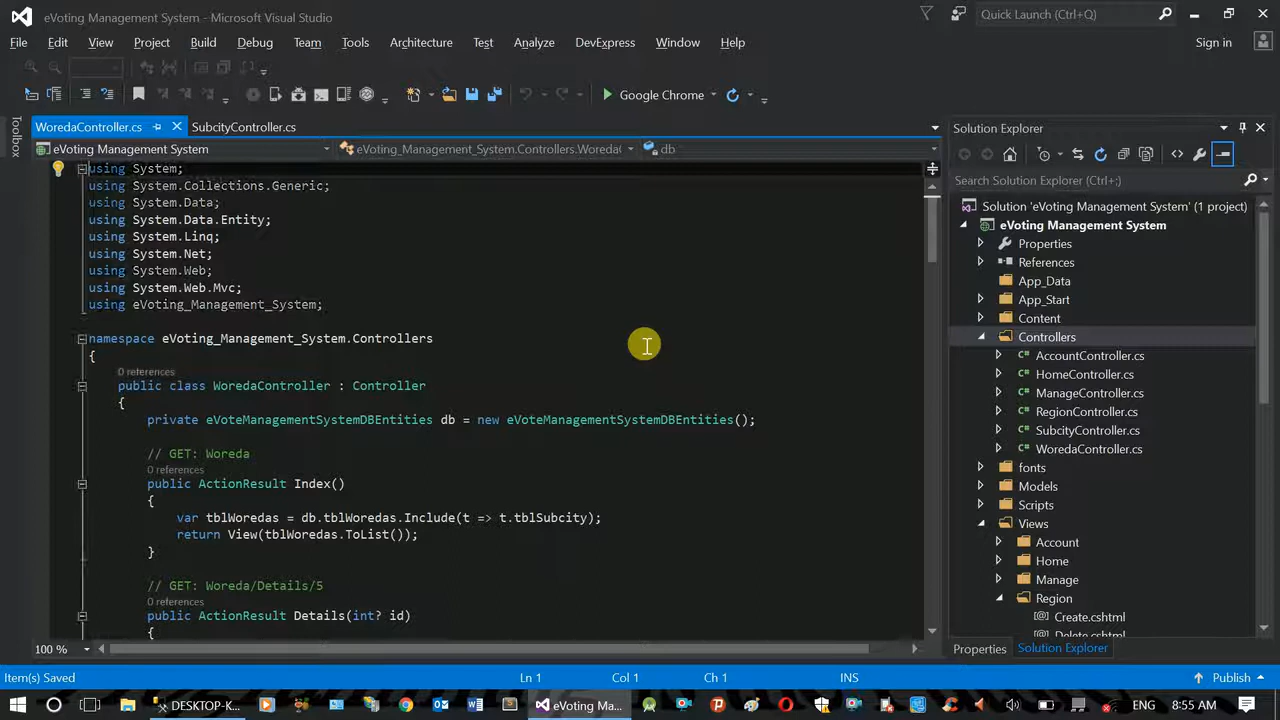 eVoting Management System - Microsoft Visual Studio
Quick Launch (Ctrl+Q)
File Edit View Project Build Debug Team Tools Architecture Test Analyze DevExpress Window Help
Sign in
Google Chrome
Toolbox
WoredaController.cs
SubcityController.cs
eVoting Management System
eVoting_Management_System.Controllers.WoredaC
db
using System;
using System.Collections.Generic;
using System.Data;
using System.Data.Entity;
using System.Linq;
using System.Net;
using System.Web;
using System.Web.Mvc;
using eVoting_Management_System;
namespace eVoting_Management_System.Controllers
{
0 references
public class WoredaController : Controller
{
private eVoteManagementSystemDBEntities db = new eVoteManagementSystemDBEntities();
// GET: Woreda
0 references
public ActionResult Index()
{
var tblWoredas = db.tblWoredas.Include(t => t.tblSubcity);
return View(tblWoredas.ToList());
}
// GET: Woreda/Details/5
0 references
public ActionResult Details(int? id)
{
100 %
Solution Explorer
Search Solution Explorer (Ctrl+;)
Solution 'eVoting Management System' (1 project)
eVoting Management System
Properties
References
App_Data
App_Start
Content
Controllers
AccountController.cs
HomeController.cs
ManageController.cs
RegionController.cs
SubcityController.cs
WoredaController.cs
fonts
Models
Scripts
Views
Account
Home
Manage
Region
Create.cshtml
Delete.cshtml
Properties
Solution Explorer
Item(s) Saved
Ln 1
Col 1
Ch 1
INS
Publish
DESKTOP-K...
eVoting Ma...
8:55 AM